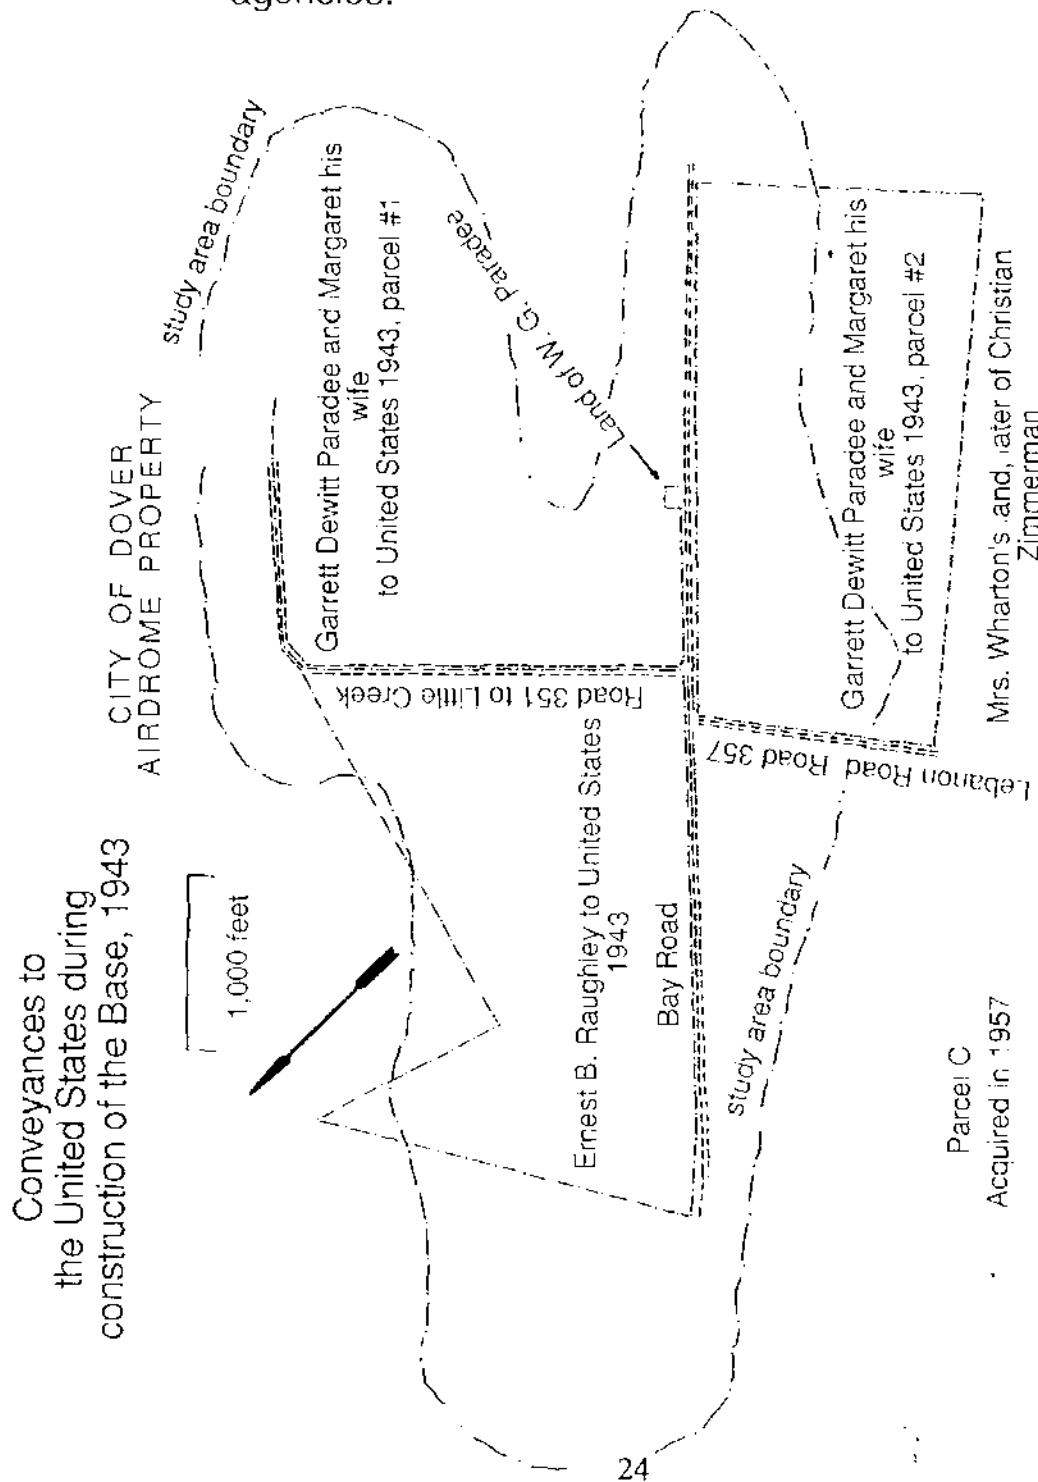 agencies.
Conveyances to
the United States during
construction of the Base, 1943
1,000 feet
CITY OF DOVER
AIRDROME PROPERTY
study area boundary
Garrett Dewitt Paradee and Margaret his
wife
to United States 1943, parcel #1
Land of W. G. Paradee
Road 351 to Little Creek
Ernest B. Raughley to United States
1943
Bay Road
study area boundary
Lebanon Road Road 357
Garrett Dewitt Paradee and Margaret his
wife
to United States 1943, parcel #2
Mrs. Wharton's land, later of Christian
Zimmerman
Parcel C
Acquired in 1957
24